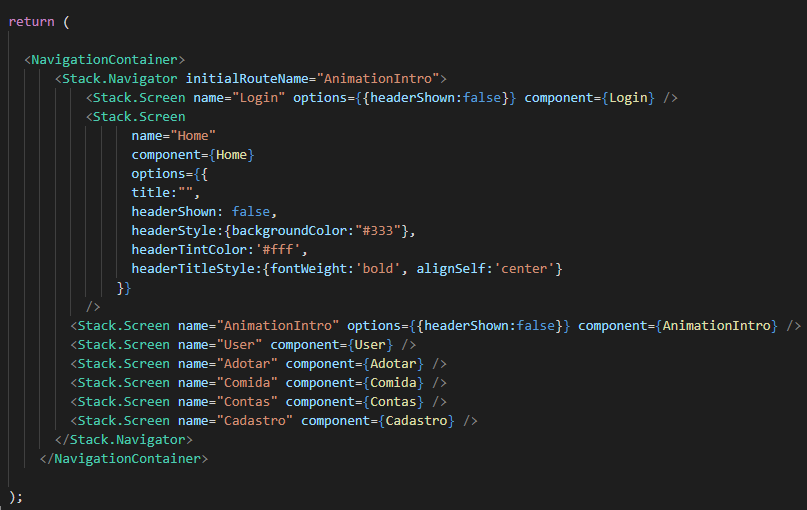 return (
<NavigationContainer>
<Stack.Navigator initialRouteName="AnimationIntro">
<Stack.Screen name="Login" options={{headerShown:false}} component={Login} />
<Stack.Screen
name="Home"
component={Home}
options={{
title:"",
headerShown: false,
headerStyle:{backgroundColor:"#333"},
headerTintColor:'#fff',
headerTitleStyle:{fontWeight:'bold', alignSelf:'center'}
}}
/>
<Stack.Screen name="AnimationIntro" options={{headerShown:false}} component={AnimationIntro} />
<Stack.Screen name="User" component={User} />
<Stack.Screen name="Adotar" component={Adotar} />
<Stack.Screen name="Comida" component={Comida} />
<Stack.Screen name="Contas" component={Contas} />
<Stack.Screen name="Cadastro" component={Cadastro} />
</Stack.Navigator>
</NavigationContainer>
);